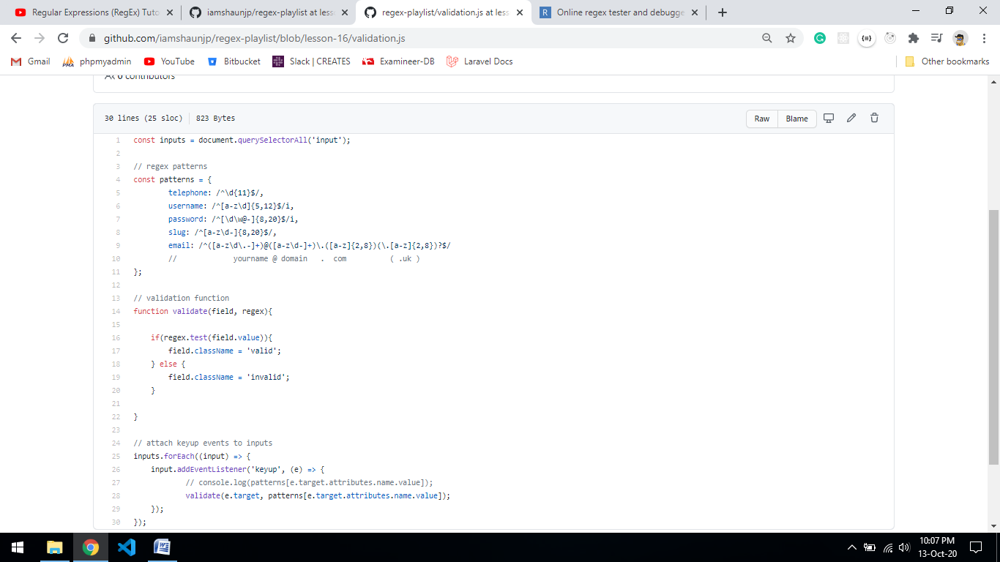 Regular Expressions (RegEx) Tuto
iamshaunjp/regex-playlist at less
regex-playlist/validation.js at less
Online regex tester and debugge
github.com/iamshaunjp/regex-playlist/blob/lesson-16/validation.js
Gmail phpmyadmin YouTube Bitbucket Slack | CREATES Examineer-DB Laravel Docs Other bookmarks
0 contributors
30 lines (25 sloc) 823 Bytes Raw Blame
1 const inputs = document.querySelectorAll('input');
2
3 // regex patterns
4 const patterns = {
5 telephone: /^\d{11}$/,
6 username: /^[a-z\d]{5,12}$/i,
7 password: /^[\d\w@-]{8,20}$/i,
8 slug: /^[a-z\d-]{8,20}$/,
9 email: /^([a-z\d\.-]+)@([a-z\d-]+)\.([a-z]{2,8})(\.[a-z]{2,8})?$/
10 // yourname @ domain . com ( .uk )
11 };
12
13 // validation function
14 function validate(field, regex){
15
16 if(regex.test(field.value)){
17 field.className = 'valid';
18 } else {
19 field.className = 'invalid';
20 }
21
22 }
23
24 // attach keyup events to inputs
25 inputs.forEach((input) => {
26 input.addEventListener('keyup', (e) => {
27 // console.log(patterns[e.target.attributes.name.value]);
28 validate(e.target, patterns[e.target.attributes.name.value]);
29 });
30 });
10:07 PM
13-Oct-20